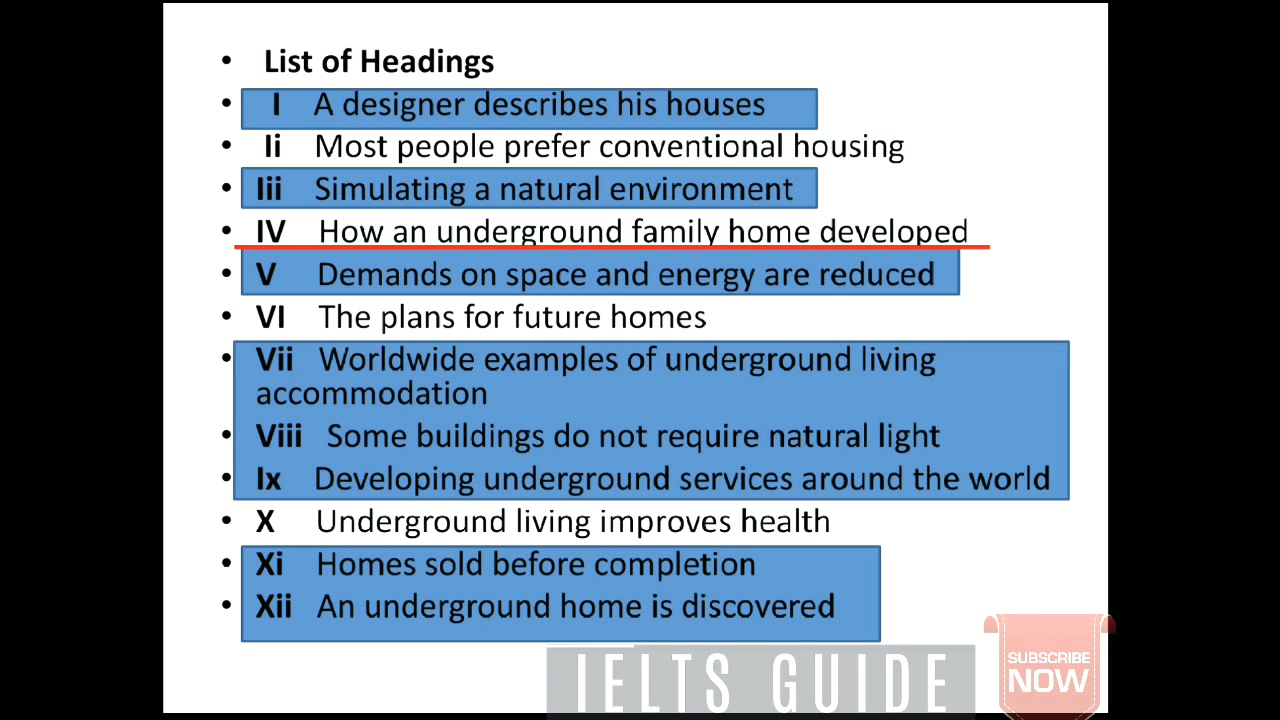 • List of Headings
• I A designer describes his houses
• Ii Most people prefer conventional housing
• Iii Simulating a natural environment
• IV How an underground family home developed
• V Demands on space and energy are reduced
• VI The plans for future homes
• Vii Worldwide examples of underground living
accommodation
• Viii Some buildings do not require natural light
• Ix Developing underground services around the world
• X Underground living improves health
• Xi Homes sold before completion
• Xii An underground home is discovered
IELTS GUIDE
SUBSCRIBE
NOW